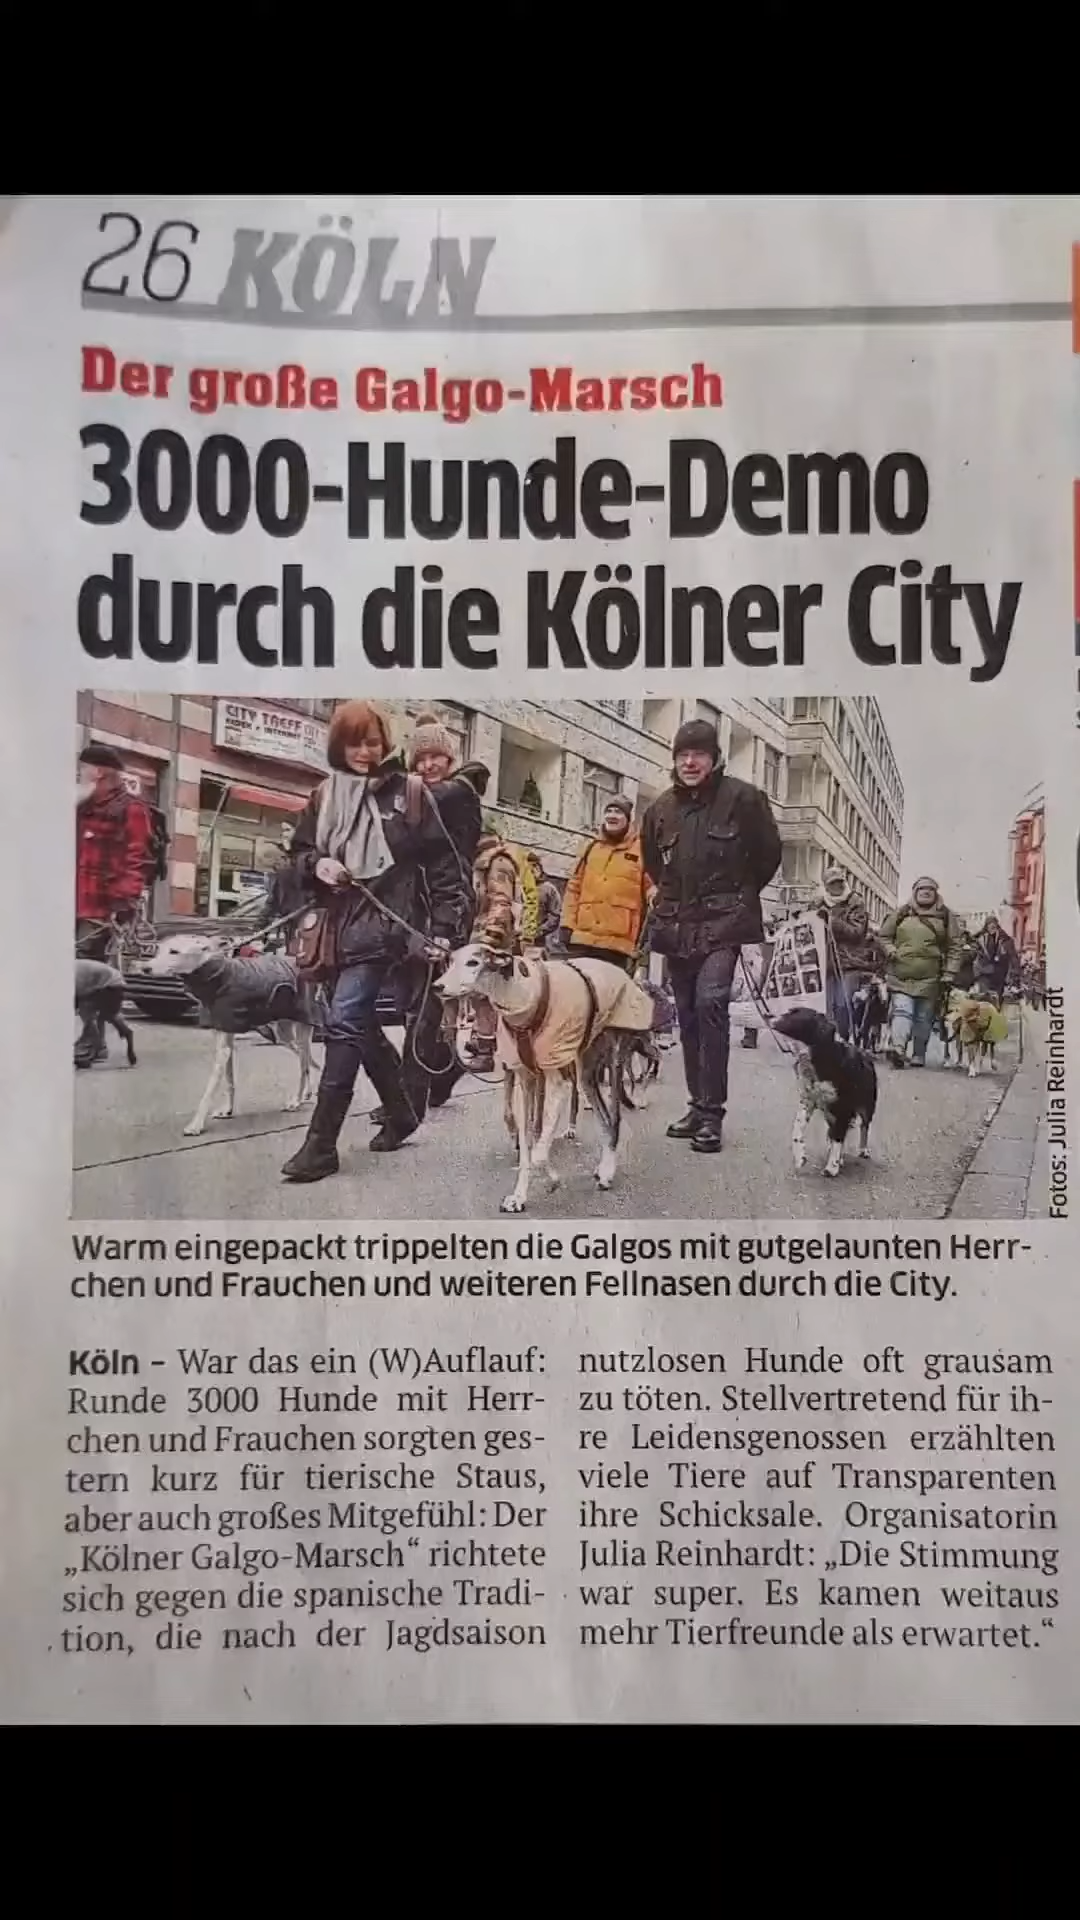 26 KÖLN
Der große Galgo-Marsch
3000-Hunde-Demo
durch die Kölner City
CITY TREFF
Fotos: Julia Reinhardt
Warm eingepackt trippelten die Galgos mit gutgelaunten Herr-
chen und Frauchen und weiteren Fellnasen durch die City.
Köln – War das ein (W)Auflauf:
Runde 3000 Hunde mit Herr-
chen und Frauchen sorgten ges-
tern kurz für tierische Staus,
aber auch großes Mitgefühl: Der
„Kölner Galgo-Marsch“ richtete
sich gegen die spanische Tradi-
tion, die nach der Jagdsaison
nutzlosen Hunde oft grausam
zu töten. Stellvertretend für ih-
re Leidensgenossen erzählten
viele Tiere auf Transparenten
ihre Schicksale. Organisatorin
Julia Reinhardt: „Die Stimmung
war super. Es kamen weitaus
mehr Tierfreunde als erwartet.“